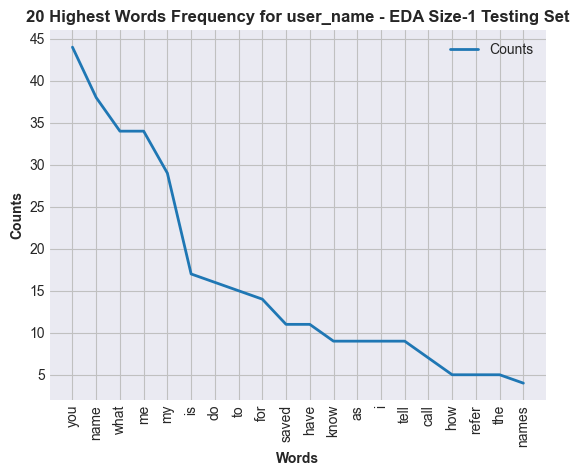 20 Highest Words Frequency for user_name - EDA Size-1 Testing Set
Counts
45
40
35
30
25
20
15
10
5
Counts
you
name
what
me
my
is
do
to
for
saved
have
know
as
i
tell
call
how
refer
the
names
Words